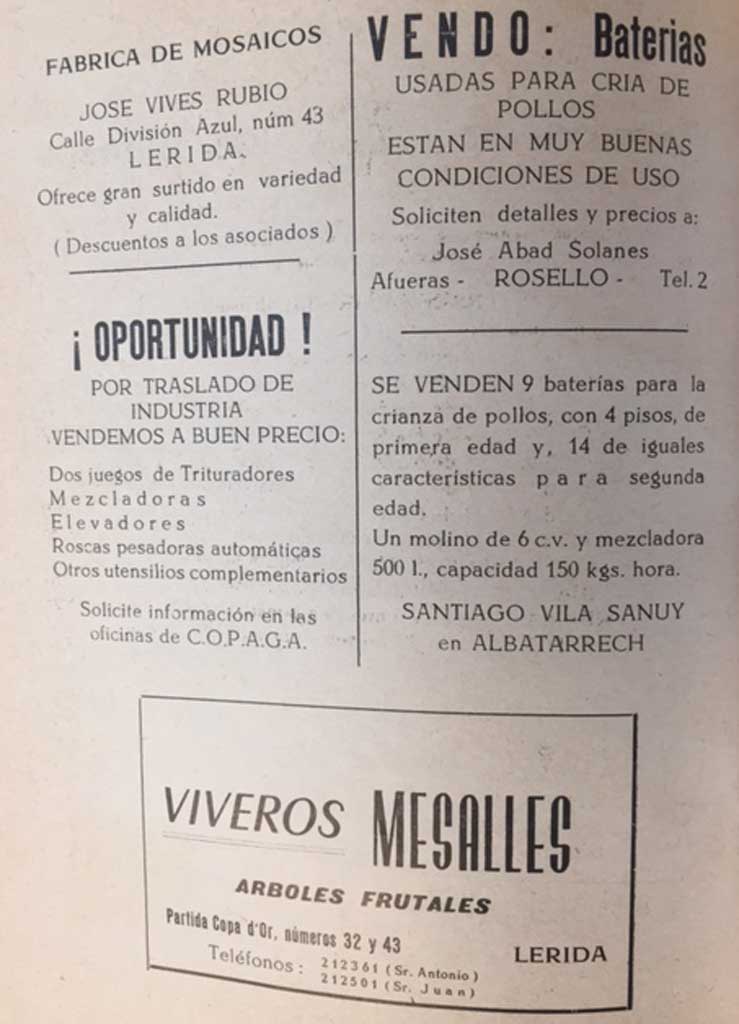 FABRICA DE MOSAICOS
JOSE VIVES RUBIO
Calle División Azul, núm 43
LERIDA.
Ofrece gran surtido en variedad
y calidad.
( Descuentos a los asociados )
¡ OPORTUNIDAD !
POR TRASLADO DE
INDUSTRIA
VENDEMOS A BUEN PRECIO:
Dos juegos de Trituradores
Mezcladoras
Elevadores
Roscas pesadoras automáticas
Otros utensilios complementarios
Solicite información en las
oficinas de C.O.P.A.G.A.
VENDO: Baterias
USADAS PARA CRIA DE
POLLOS
ESTAN EN MUY BUENAS
CONDICIONES DE USO
Soliciten detalles y precios a:
José Abad Solanes
Afueras - ROSELLO - Tel. 2
SE VENDEN 9 baterías para la
crianza de pollos, con 4 pisos, de
primera edad y, 14 de iguales
características para segunda
edad.
Un molino de 6 c.v. y mezcladora
500 l., capacidad 150 kgs. hora.
SANTIAGO VILA SANUY
en ALBATARRECH
VIVEROS MESALLES
ARBOLES FRUTALES
Partida Copa d'Or, números 32 y 43
LERIDA
Teléfonos : 212361 ( Sr. Antonio )
212501 ( Sr. Juan )